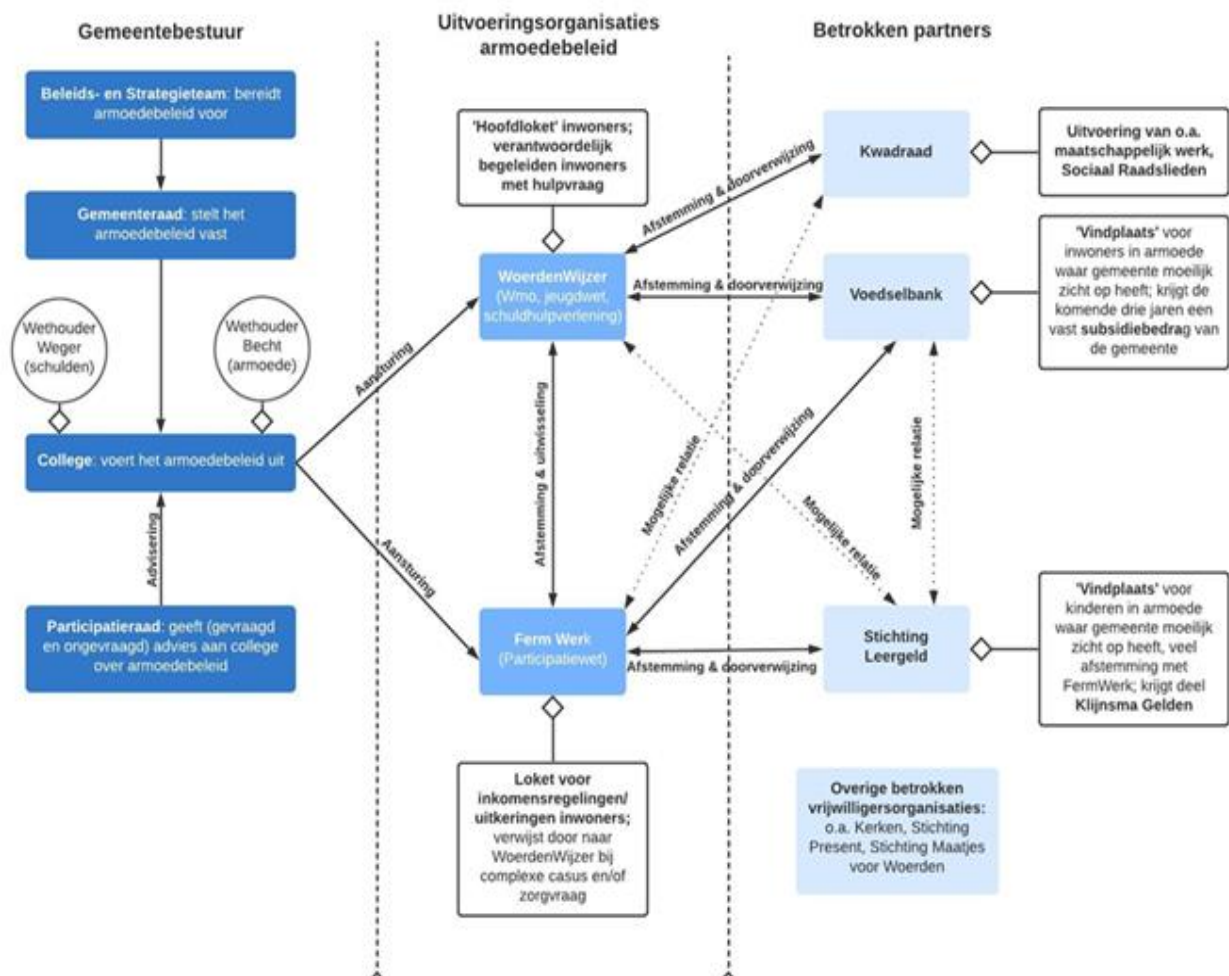 Gemeentebestuur
Beleids- en Strategieteam: bereidt
armoedebeleid voor
Gemeenteraad: stelt het
armoedebeleid vast
Wethouder
Weger
(schulden)
Wethouder
Becht
(armoede)
College: voert het armoedebeleid uit
Advisering
Participatieraad: geeft (gevraagd
en ongevraagd) advies aan college
over armoedebeleid
Aansturing
Aansturing
Uitvoeringsorganisaties
armoedebeleid
'Hoofdloket' inwoners;
verantwoordelijk
begeleiden inwoners
met hulpvraag
WoerdenWijzer
(Wmo, jeugdwet,
schuldhulpverlening)
Afstemming & uitwisseling
Ferm Werk
(Participatiewet)
Loket voor
inkomensregelingen/
uitkeringen inwoners;
verwijst door naar
WoerdenWijzer bij
complexe casus en/of
zorgvraag
Afstemming & doorverwijzing
Afstemming & doorverwijzing
Mogelijke relatie
Afstemming & doorverwijzing
Mogelijke relatie
Afstemming & doorverwijzing
Mogelijke relatie
Betrokken partners
Kwadraad
Uitvoering van o.a.
maatschappelijk werk,
Sociaal Raadslieden
Voedselbank
'Vindplaats' voor
inwoners in armoede
waar gemeente moeilijk
zicht op heeft; krijgt de
komende drie jaren een
vast subsidiebedrag van
de gemeente
Stichting
Leergeld
'Vindplaats' voor
kinderen in armoede
waar gemeente moeilijk
zicht op heeft, veel
afstemming met
FermWerk; krijgt deel
Klijnsma Gelden
Overige betrokken
vrijwilligersorganisaties:
o.a. Kerken, Stichting
Present, Stichting Maatjes
voor Woerden